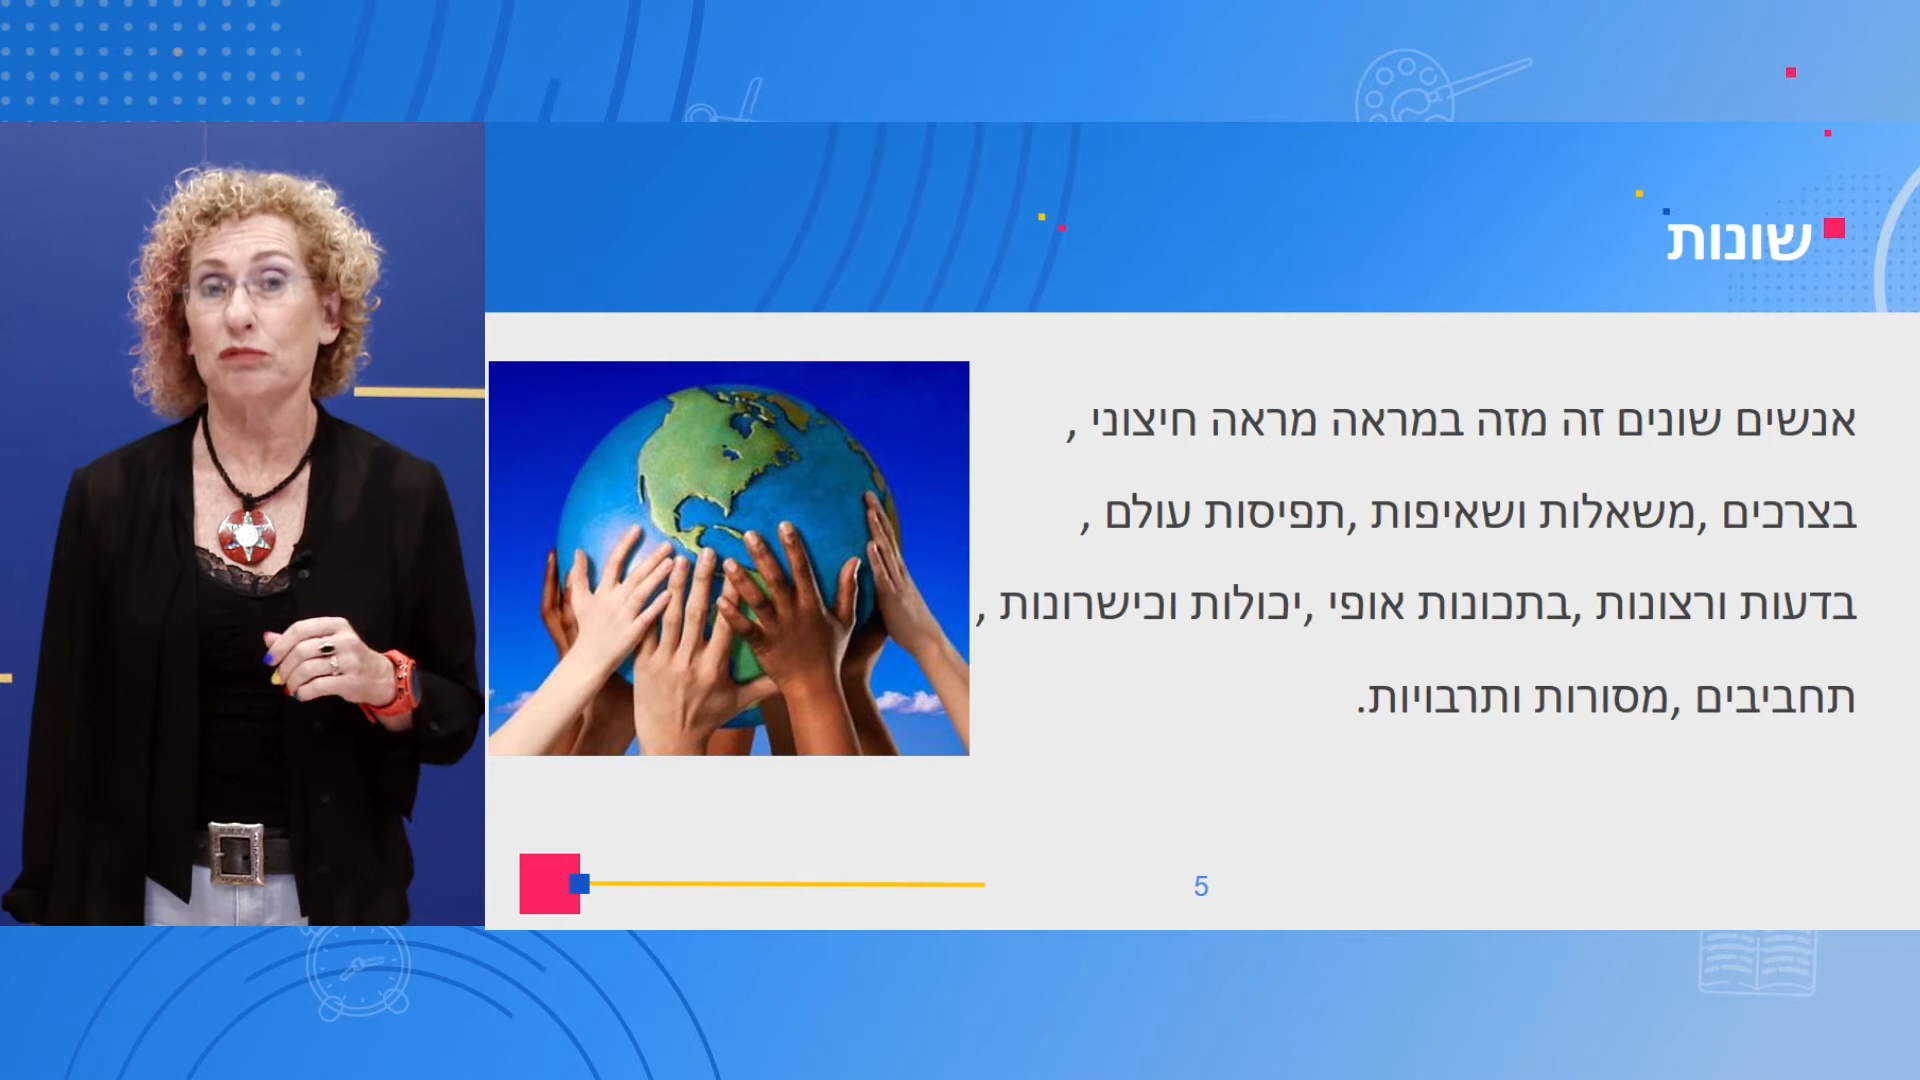 שונות
אנשים שונים זה מזה במראה מראה חיצוני ,
בצרכים ,משאלות ושאיפות ,תפיסות עולם ,
בדעות ורצונות ,בתכונות אופי ,יכולות וכישרונות ,
תחביבים ,מסורות ותרבויות.
5